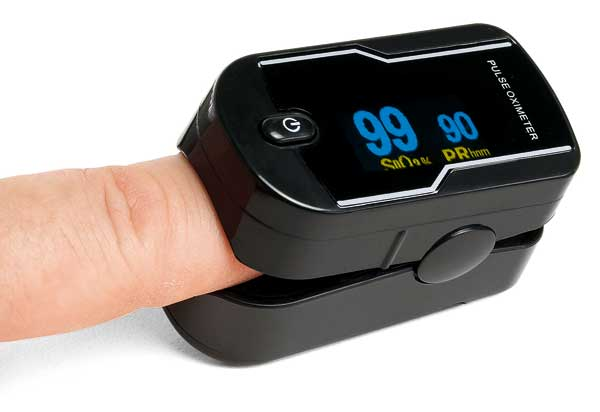 99 90
SpO2% PRbpm
PULSE OXIMETER